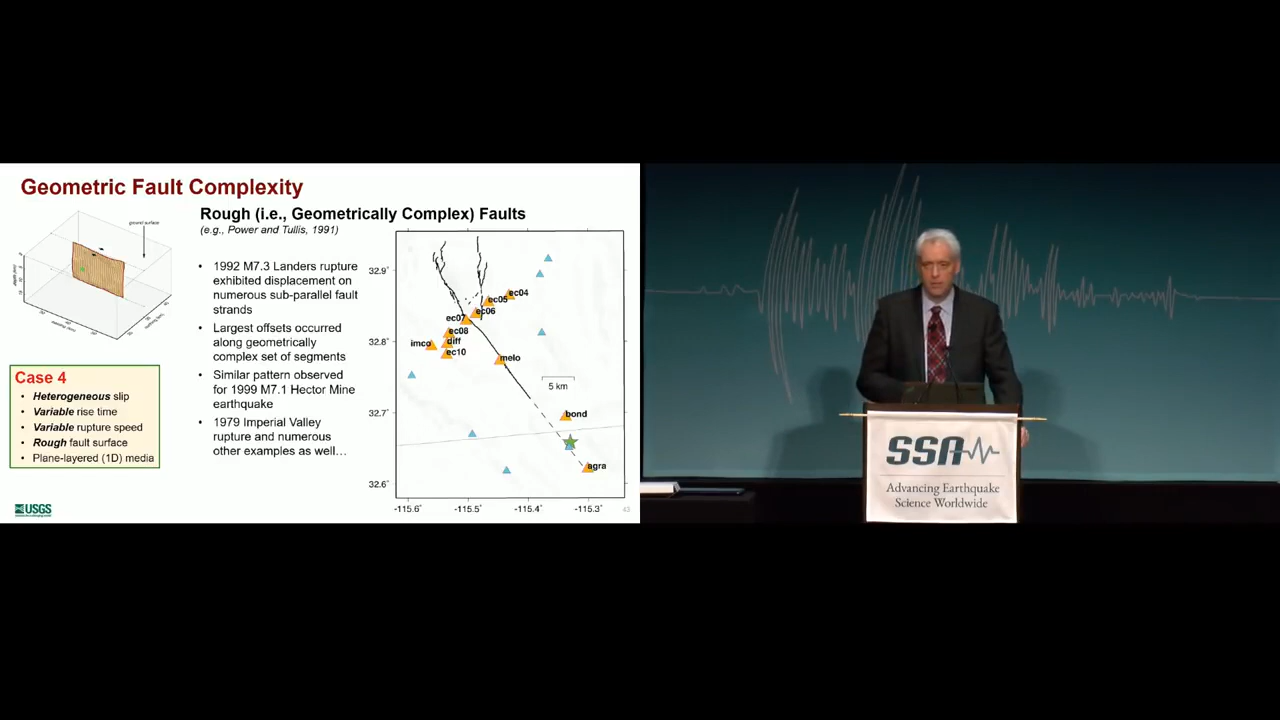 Geometric Fault Complexity
ground surface
Rough (i.e., Geometrically Complex) Faults
(e.g., Power and Tullis, 1991)
• 1992 M7.3 Landers rupture
exhibited displacement on
numerous sub-parallel fault
strands
• Largest offsets occurred
along geometrically
complex set of segments
• Similar pattern observed
for 1999 M7.1 Hector Mine
earthquake
• 1979 Imperial Valley
rupture and numerous
other examples as well…
Case 4
• Heterogeneous slip
• Variable rise time
• Variable rupture speed
• Rough fault surface
• Plane-layered (1D) media
USGS
32.9°
32.8°
32.7°
32.6°
-115.6°
-115.5°
-115.4°
-115.3°
ec04
ec05
ec06
ec07
ec08
imco
diff
ec10
melo
5 km
bond
agra
43
SSA
Advancing Earthquake
Science Worldwide